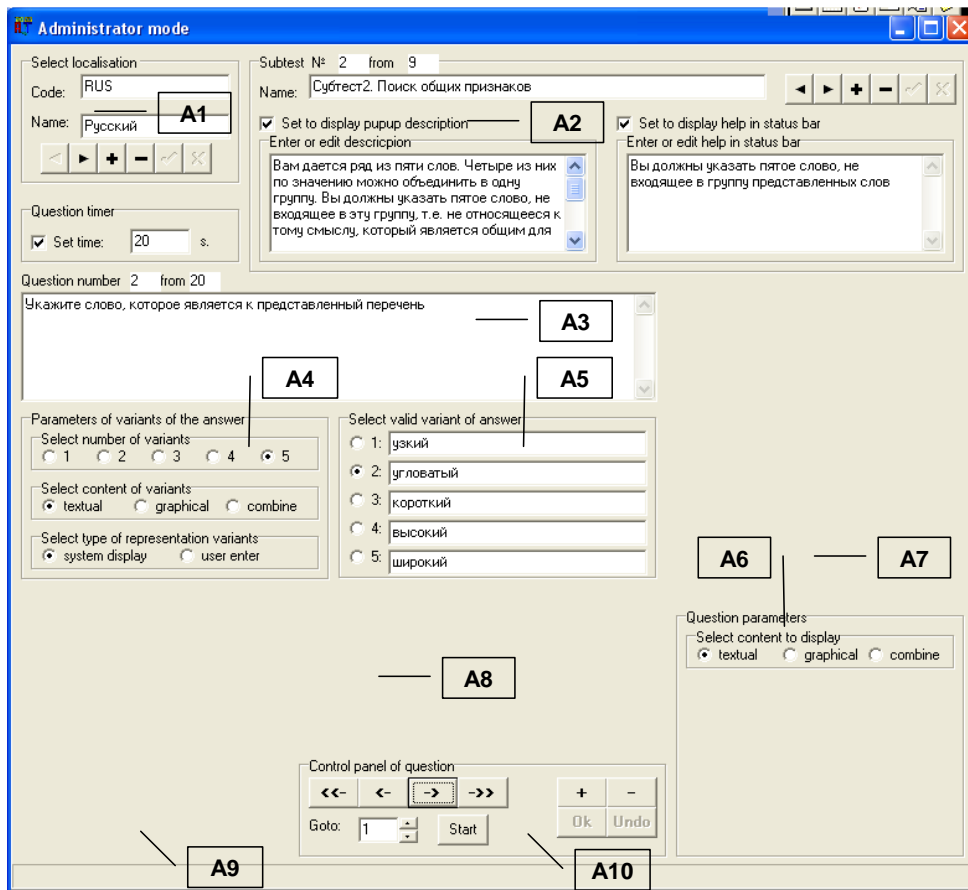 Administrator mode
Select localisation
Code: RUS
A1
Name: Русский
◄ ► + −
Question timer
Set time: 20 s.
Subtest № 2 from 9
Name: Субтест2. Поиск общих признаков
◄ ► + −
Set to display pupup description
A2
Set to display help in status bar
Enter or edit descricpion
Вам дается ряд из пяти слов. Четыре из них
по значению можно объединить в одну
группу. Вы должны указать пятое слово, не
входящее в эту группу, т.е. не относящееся к
тому смыслу, который является общим для
Enter or edit help in status bar
Вы должны указать пятое слово, не
входящее в группу представленных слов
Question number 2 from 20
Укажите слово, которое является к представленный перечень
A3
A4
A5
Parameters of variants of the answer
Select number of variants
1 2 3 4 5
Select content of variants
textual graphical combine
Select type of representation variants
system display user enter
Select valid variant of answer
1: узкий
2: угловатый
3: короткий
4: высокий
5: широкий
A6
A7
Question parameters
Select content to display
textual graphical combine
A8
Control panel of question
<<- <- -> ->>
Goto: 1 Start
+ -
Ok Undo
A9
A10